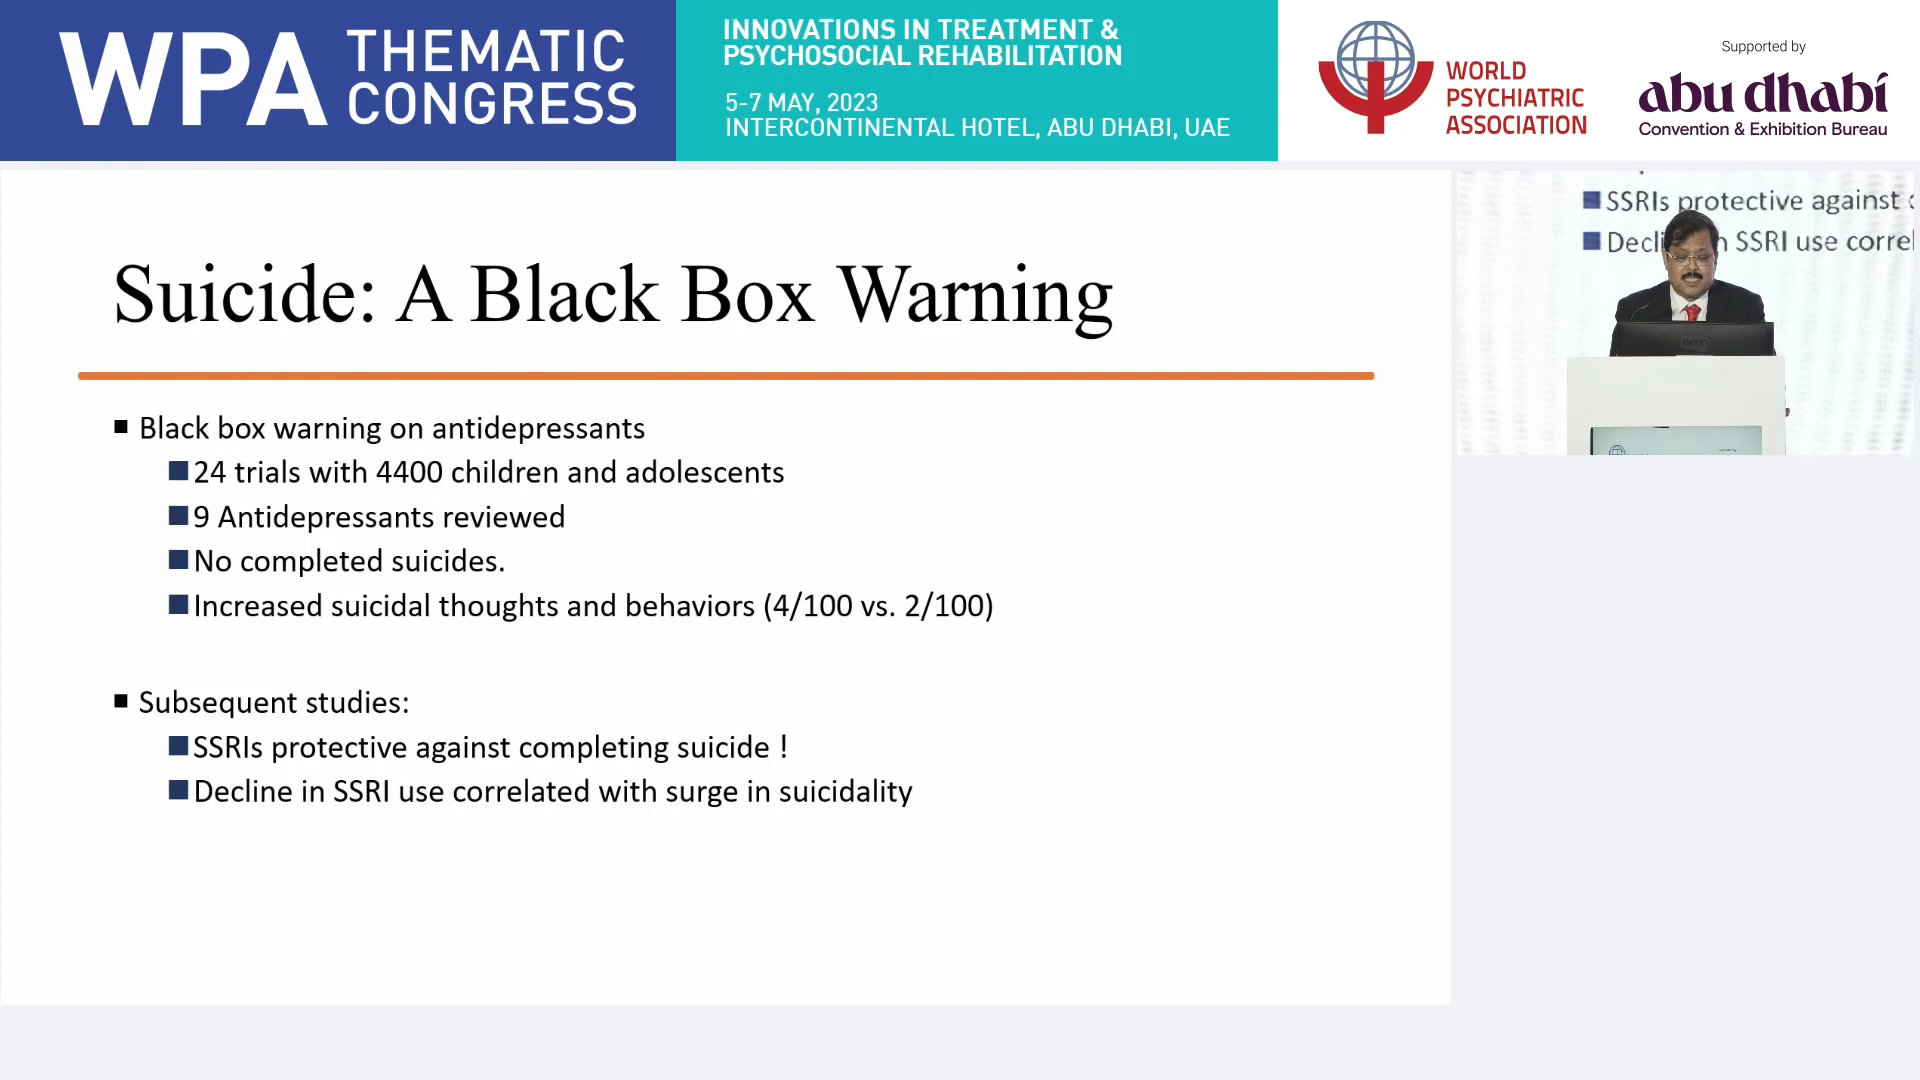 WPA THEMATIC CONGRESS
INNOVATIONS IN TREATMENT &
PSYCHOSOCIAL REHABILITATION
5-7 MAY, 2023
INTERCONTINENTAL HOTEL, ABU DHABI, UAE
WORLD
PSYCHIATRIC
ASSOCIATION
Supported by
abu dhabi
Convention & Exhibition Bureau
Suicide: A Black Box Warning
Black box warning on antidepressants
24 trials with 4400 children and adolescents
9 Antidepressants reviewed
No completed suicides.
Increased suicidal thoughts and behaviors (4/100 vs. 2/100)
Subsequent studies:
SSRIs protective against completing suicide !
Decline in SSRI use correlated with surge in suicidality
SSRIs protective against
SSRI use